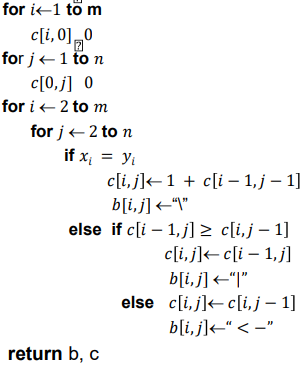 for i←1 to m
c[i,0] 0
for j ← 1 to n
c[0,j] 0
for i ← 2 to m
for j ← 2 to n
if xᵢ = yᵢ
c[i,j]← 1 + c[i − 1,j − 1]
b[i,j] ←“\”
else if c[i − 1,j] ≥ c[i,j − 1]
c[i,j]← c[i − 1,j]
b[i,j] ←“|”
else c[i,j]← c[i,j − 1]
b[i,j]←“ < −”
return b, c